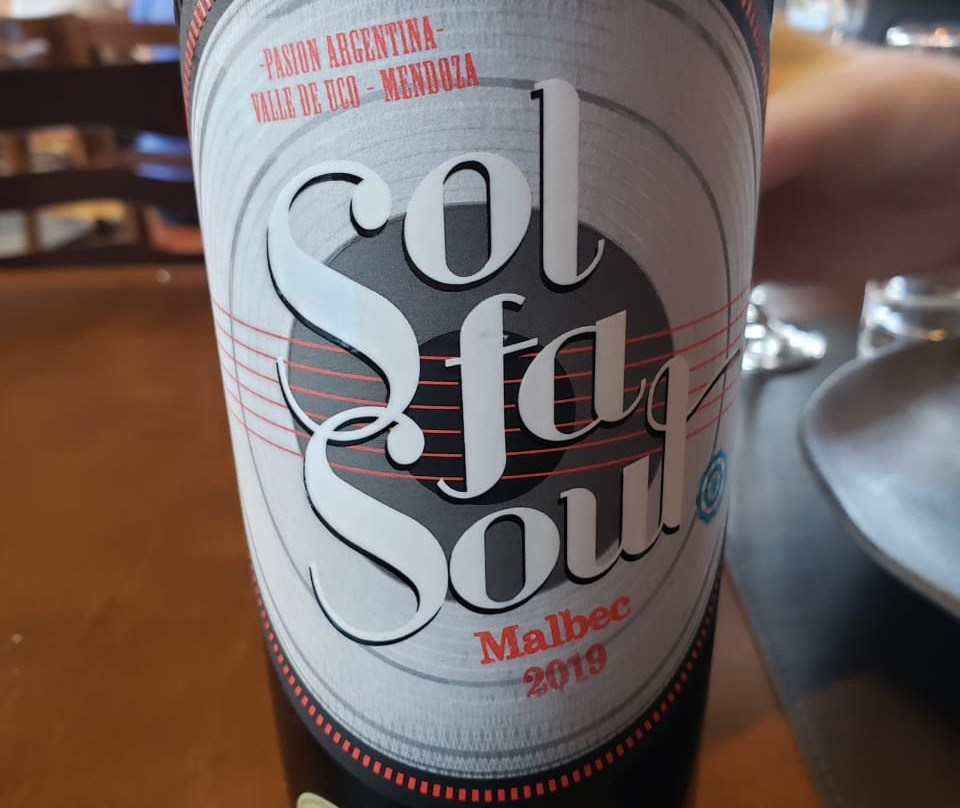 -PASION ARGENTINA-
VALLE DE UCO - MENDOZA
Sol
fa
Soul
Malbec
2019